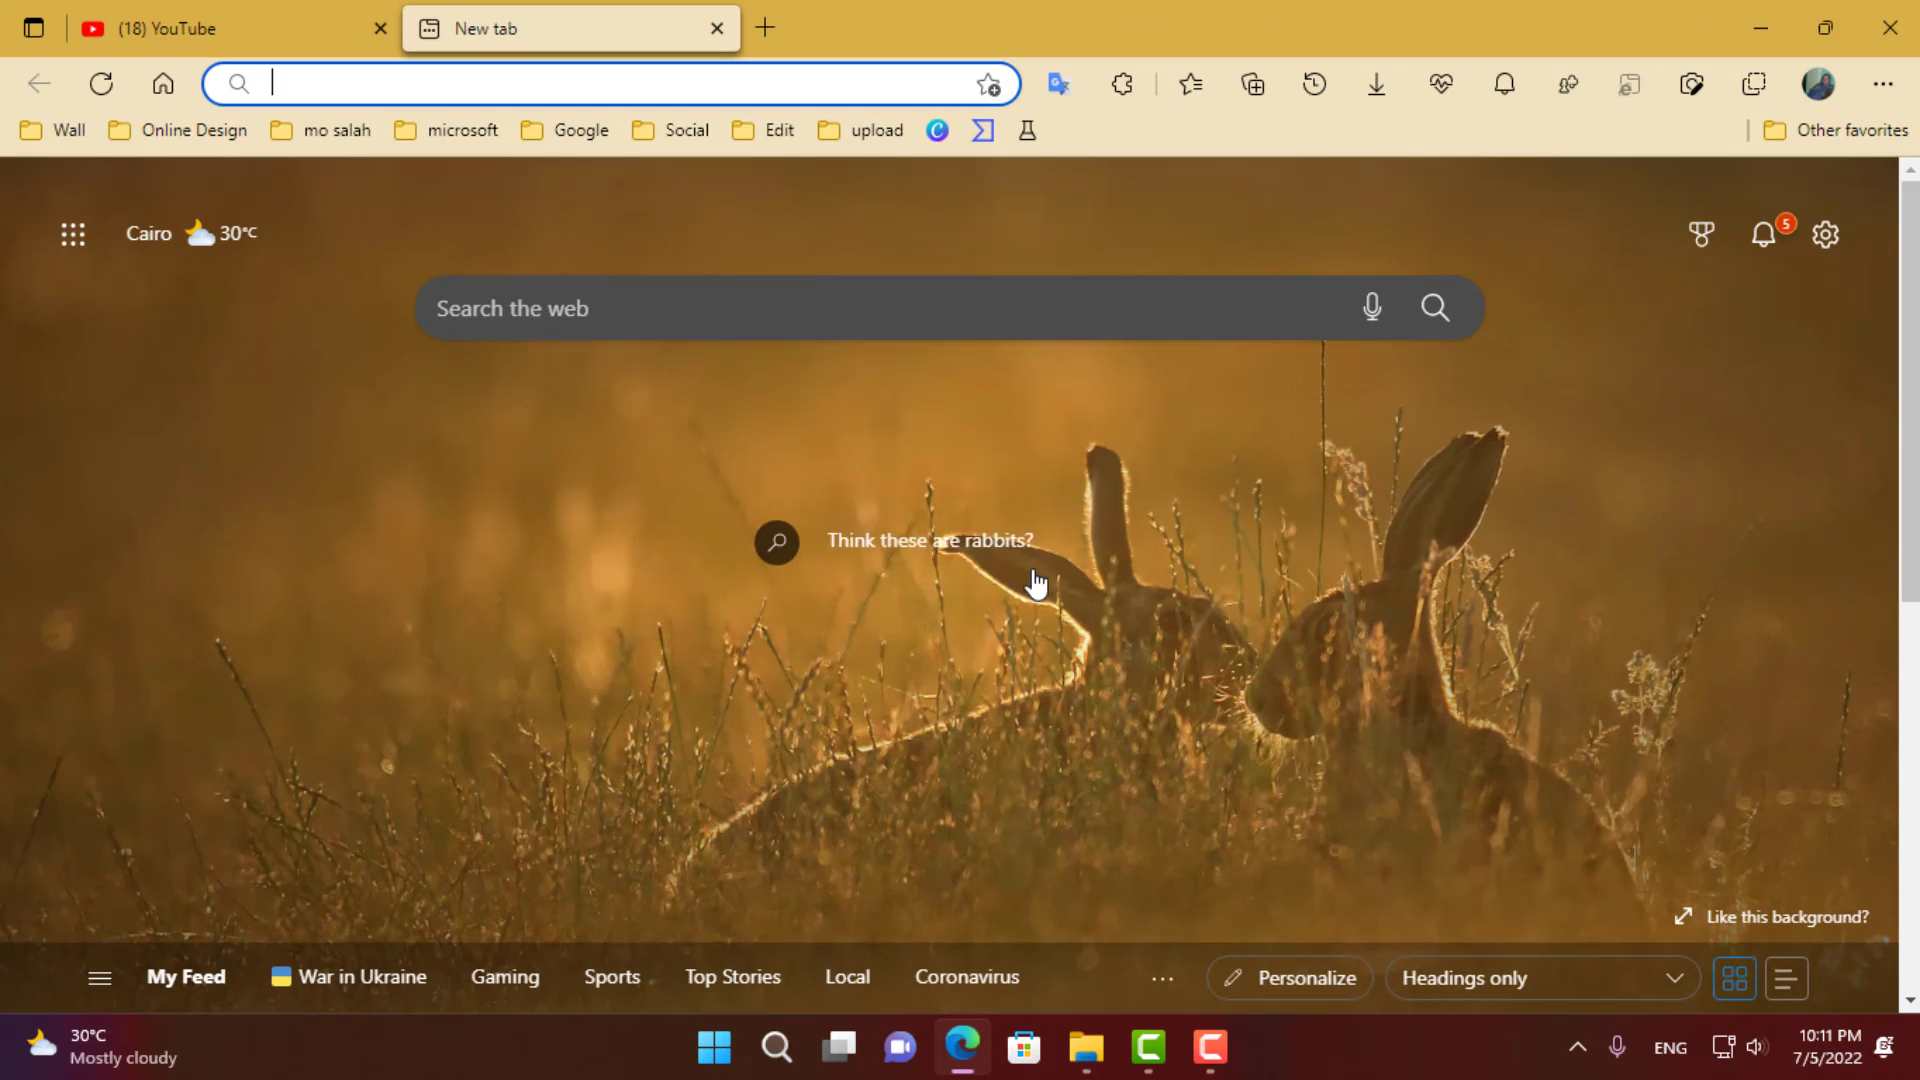 (18) YouTube
New tab
Wall
Online Design
mo salah
microsoft
Google
Social
Edit
upload
Other favorites
Cairo
30°C
5
Search the web
Think these are rabbits?
Like this background?
My Feed
War in Ukraine
Gaming
Sports
Top Stories
Local
Coronavirus
Personalize
Headings only
30°C
Mostly cloudy
ENG
10:11 PM
7/5/2022